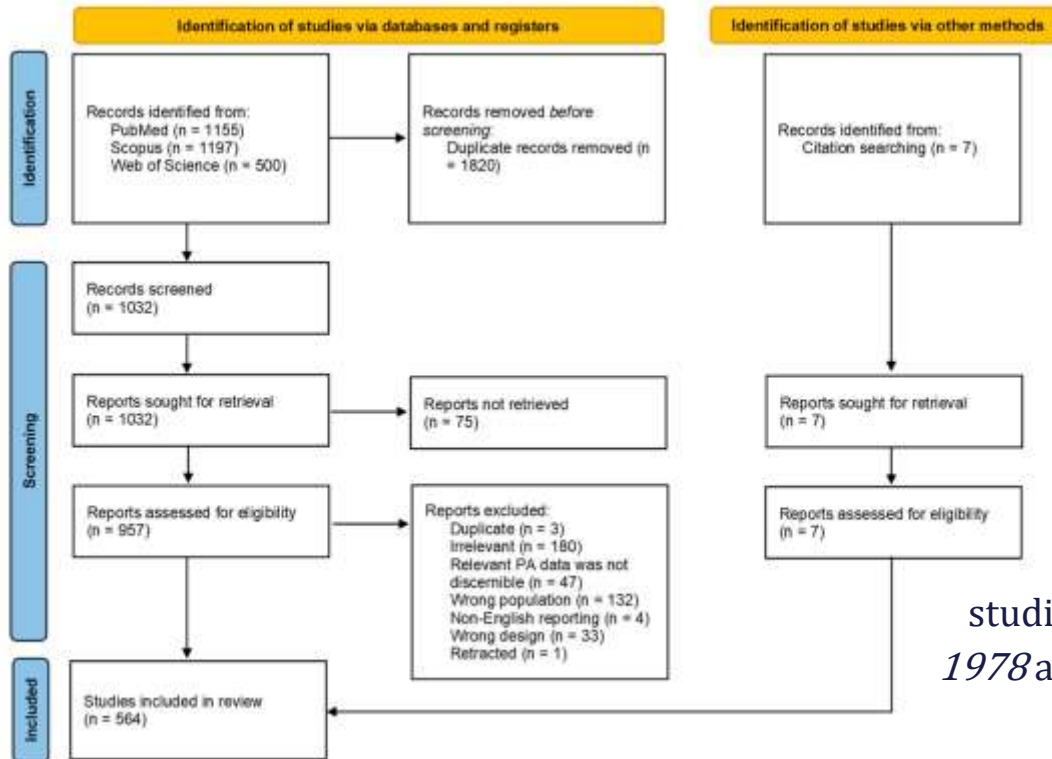 Identification of studies via databases and registers
Identification of studies via other methods
Identification
Records identified from:
PubMed (n = 1155)
Scopus (n = 1197)
Web of Science (n = 500)
Records removed before
screening:
Duplicate records removed (n
= 1820)
Records identified from:
Citation searching (n = 7)
Screening
Records screened
(n = 1032)
Reports sought for retrieval
(n = 1032)
Reports not retrieved
(n = 75)
Reports sought for retrieval
(n = 7)
Reports assessed for eligibility
(n = 957)
Reports excluded:
Duplicate (n = 3)
Irrelevant (n = 180)
Relevant PA data was not
discernible (n = 47)
Wrong population (n = 132)
Non-English reporting (n = 4)
Wrong design (n = 33)
Retracted (n = 1)
Reports assessed for eligibility
(n = 7)
studi
1978 a
Included
Studies included in review
(n = 564)